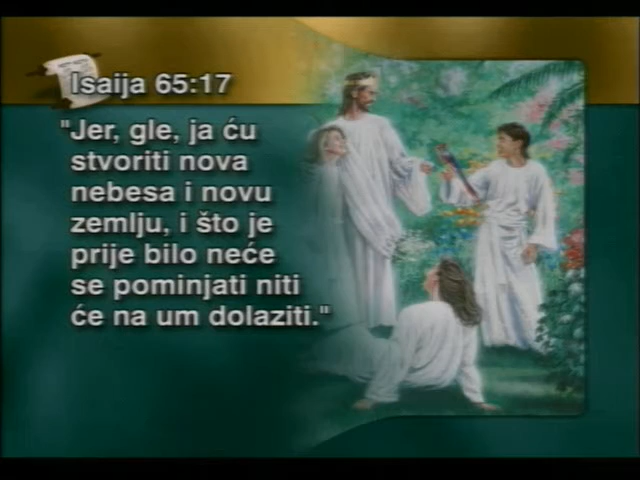 Isaija 65:17
"Jer, gle, ja ću
stvoriti nova
nebesa i novu
zemlju, i što je
prije bilo neće
se pominjati niti
će na um dolaziti."